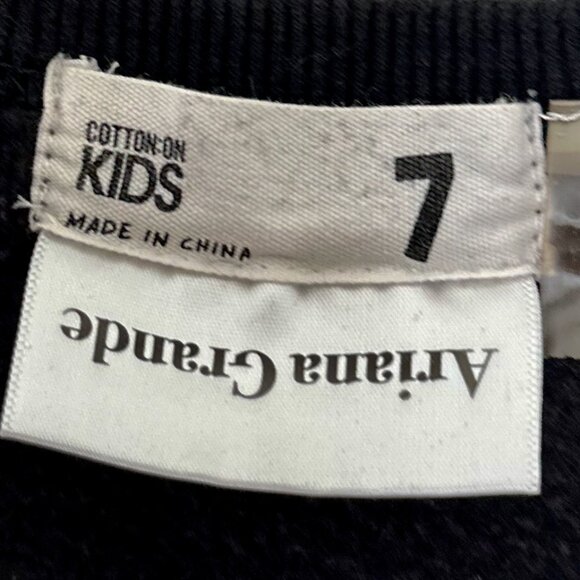 COTTON:ON
KIDS
MADE IN CHINA
7
Ariana Grande